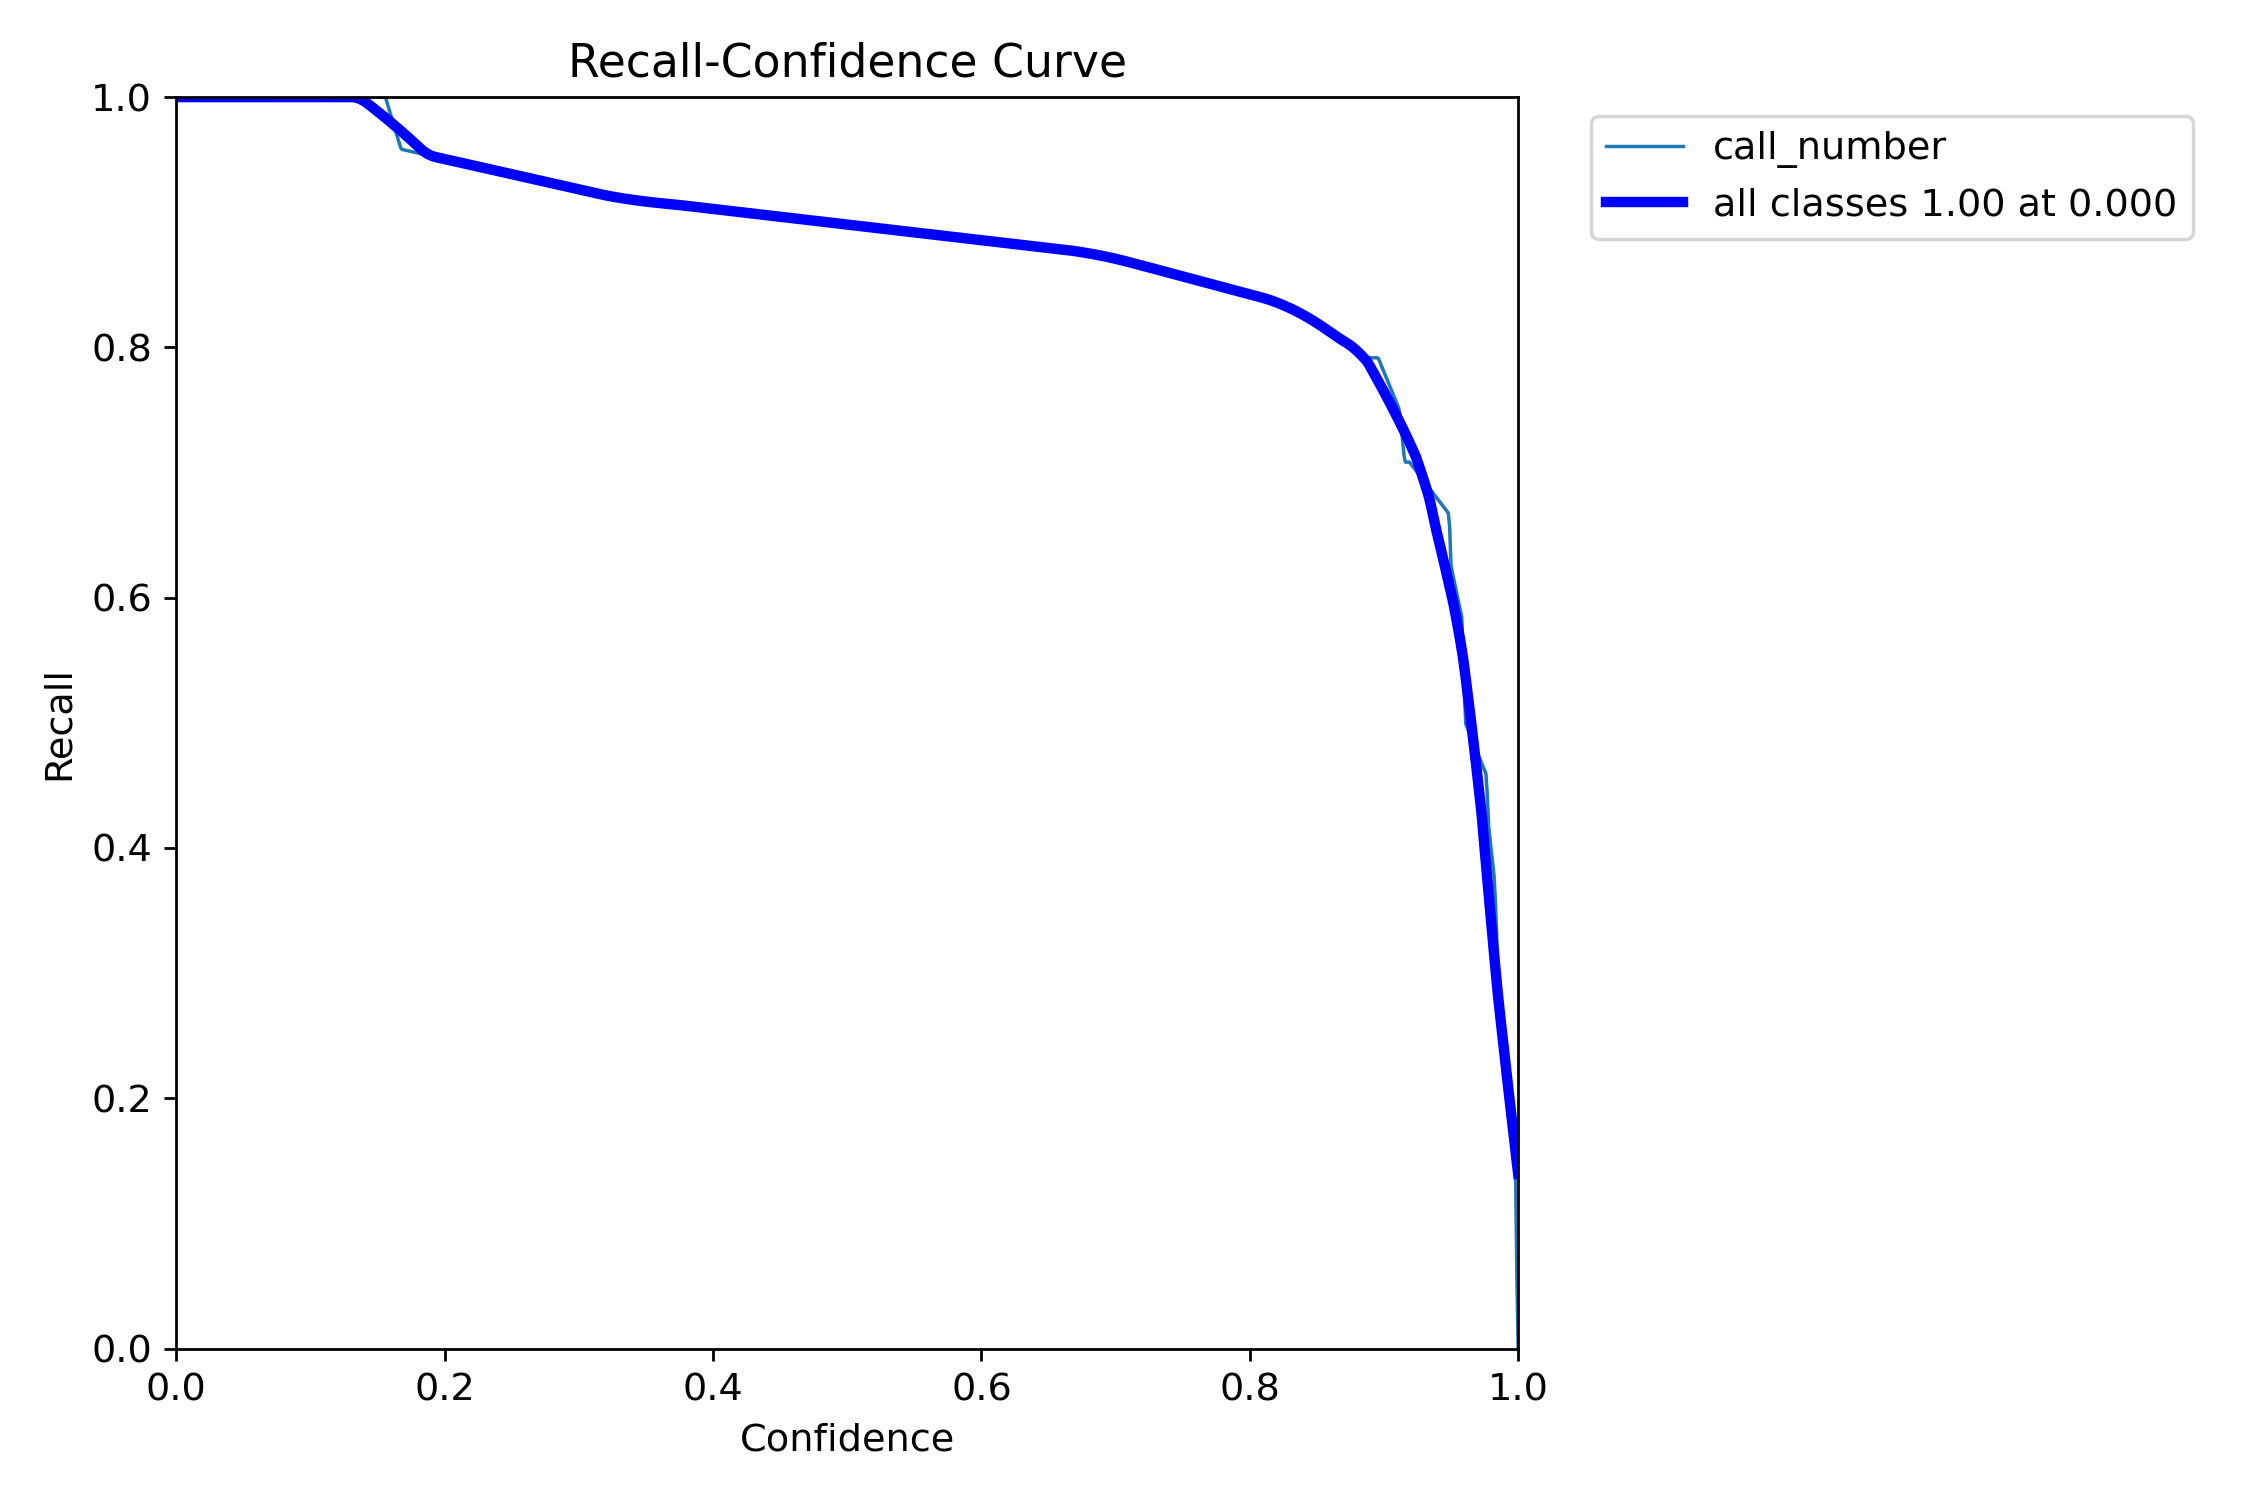 Recall-Confidence Curve
call_number
all classes 1.00 at 0.000
1.0
0.8
0.6
0.4
0.2
0.0
Recall
0.0 0.2 0.4 0.6 0.8 1.0
Confidence